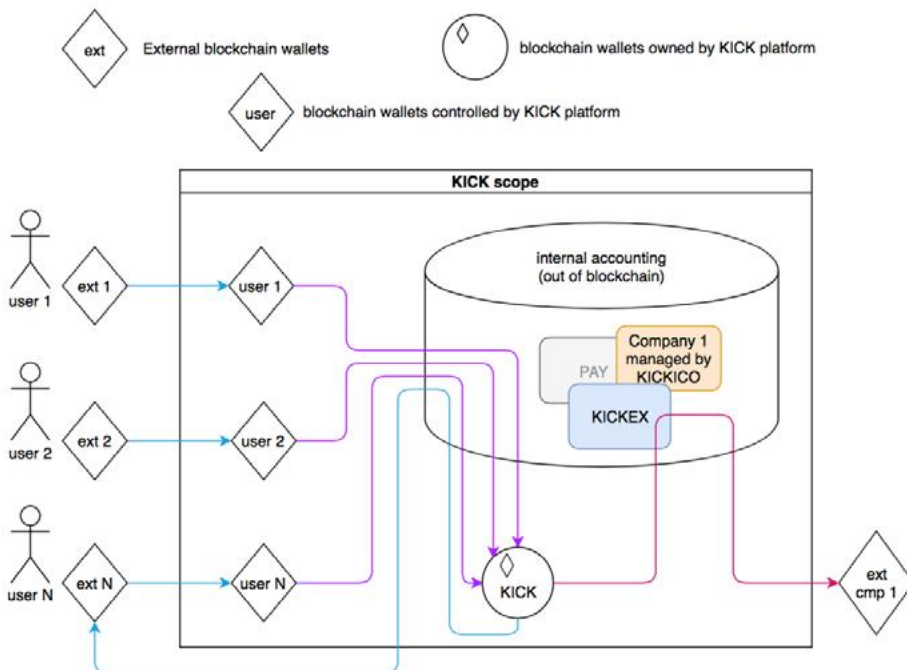 ext
External blockchain wallets
blockchain wallets owned by KICK platform
user
blockchain wallets controlled by KICK platform
KICK scope
internal accounting
(out of blockchain)
user 1
ext 1
user 1
PAY
Company 1
managed by
KICKICO
KICKEX
user 2
ext 2
user 2
user N
ext N
user N
KICK
ext
cmp 1